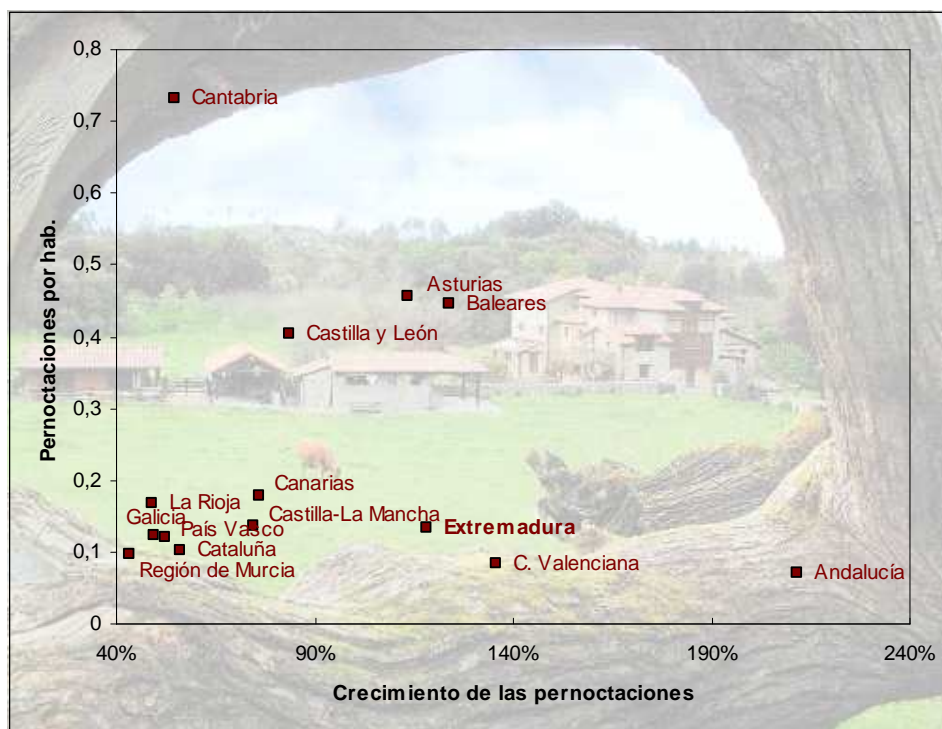 0,8
Cantabria
0,7
0,6
0,5
Asturias
Baleares
0,4
Castilla y León
0,3
0,2
Canarias
La Rioja
Castilla-La Mancha
Galicia
País Vasco
Extremadura
0,1
Cataluña
C. Valenciana
Región de Murcia
Andalucía
0
40%
90%
140%
190%
240%
Pernoctaciones por hab.
Crecimiento de las pernoctaciones